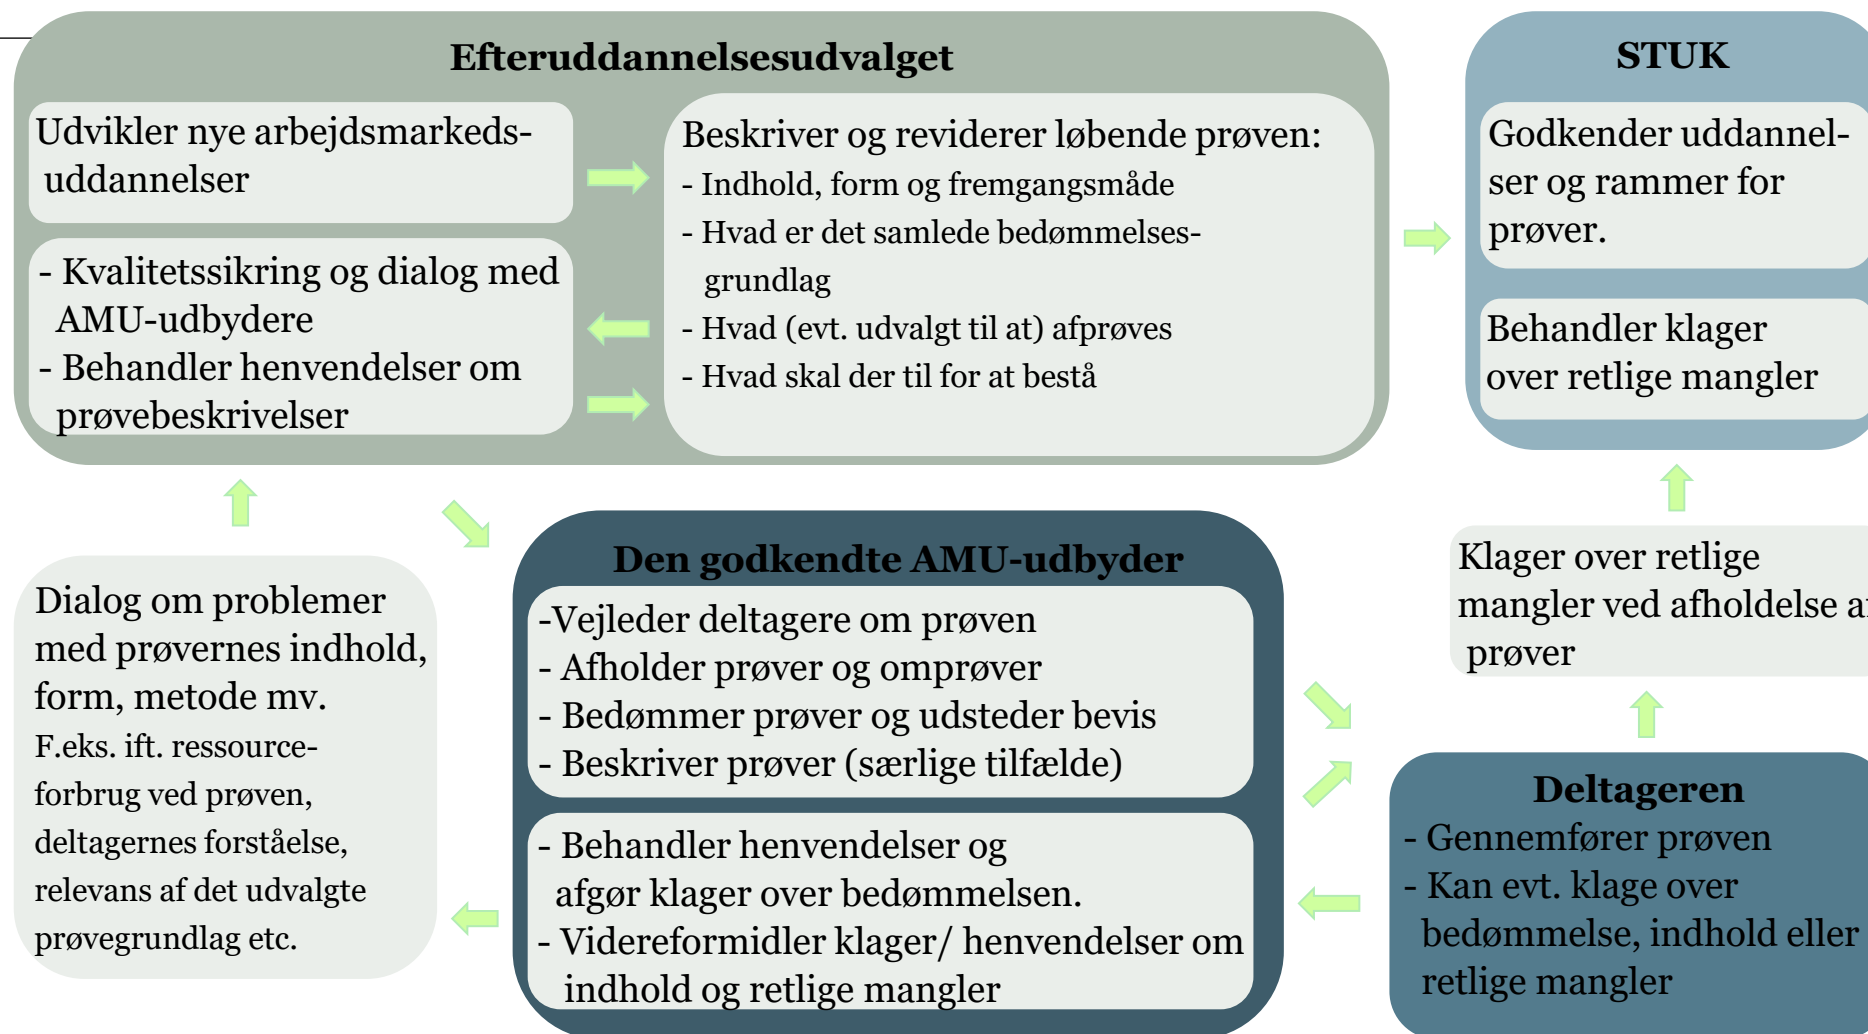 Efteruddannelsesudvalget
Udvikler nye arbejdsmarkeds-
uddannelser
- Kvalitetssikring og dialog med
AMU-udbydere
- Behandler henvendelser om
prøvebeskrivelser
Beskriver og reviderer løbende prøven:
- Indhold, form og fremgangsmåde
- Hvad er det samlede bedømmelses-
grundlag
- Hvad (evt. udvalgt til at) afprøves
- Hvad skal der til for at bestå
STUK
Godkender uddannel-
ser og rammer for
prøver.
Behandler klager
over retlige mangler
Dialog om problemer
med prøvernes indhold,
form, metode mv.
F.eks. ift. ressource-
forbrug ved prøven,
deltagernes forståelse,
relevans af det udvalgte
prøvegrundlag etc.
Den godkendte AMU-udbyder
-Vejleder deltagere om prøven
- Afholder prøver og omprøver
- Bedømmer prøver og udsteder bevis
- Beskriver prøver (særlige tilfælde)
- Behandler henvendelser og
afgør klager over bedømmelsen.
- Videreformidler klager/ henvendelser om
indhold og retlige mangler
Klager over retlige
mangler ved afholdelse af
prøver
Deltageren
- Gennemfører prøven
- Kan evt. klage over
bedømmelse, indhold eller
retlige mangler